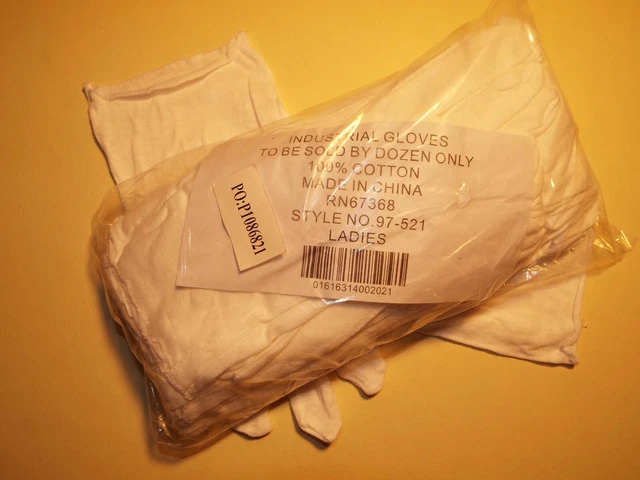 INDUSTRIAL GLOVES
TO BE SOLD BY DOZEN ONLY
100% COTTON
MADE IN CHINA
RN67368
STYLE NO.97-521
LADIES
01616314002021
PO:P1086821